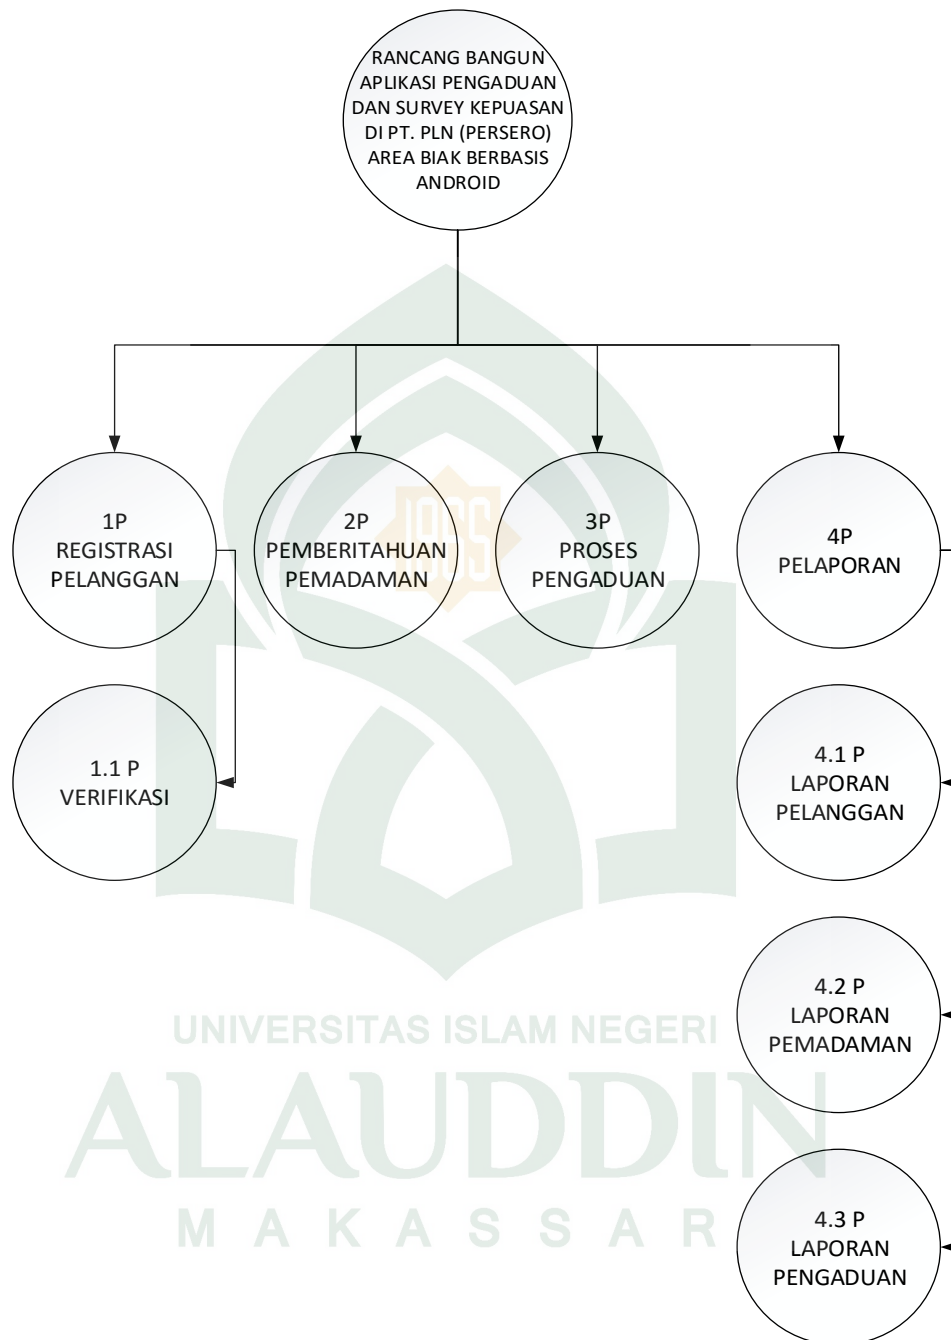 RANCANG BANGUN
APLIKASI PENGADUAN
DAN SURVEY KEPUASAN
DI PT. PLN (PERSERO)
AREA BIAK BERBASIS
ANDROID
1P
REGISTRASI
PELANGGAN
2P
PEMBERITAHUAN
PEMADAMAN
3P
PROSES
PENGADUAN
4P
PELAPORAN
1.1 P
VERIFIKASI
4.1 P
LAPORAN
PELANGGAN
4.2 P
LAPORAN
PEMADAMAN
4.3 P
LAPORAN
PENGADUAN
1965
UNIVERSITAS ISLAM NEGERI
ALAUDDIN
MAKASSAR